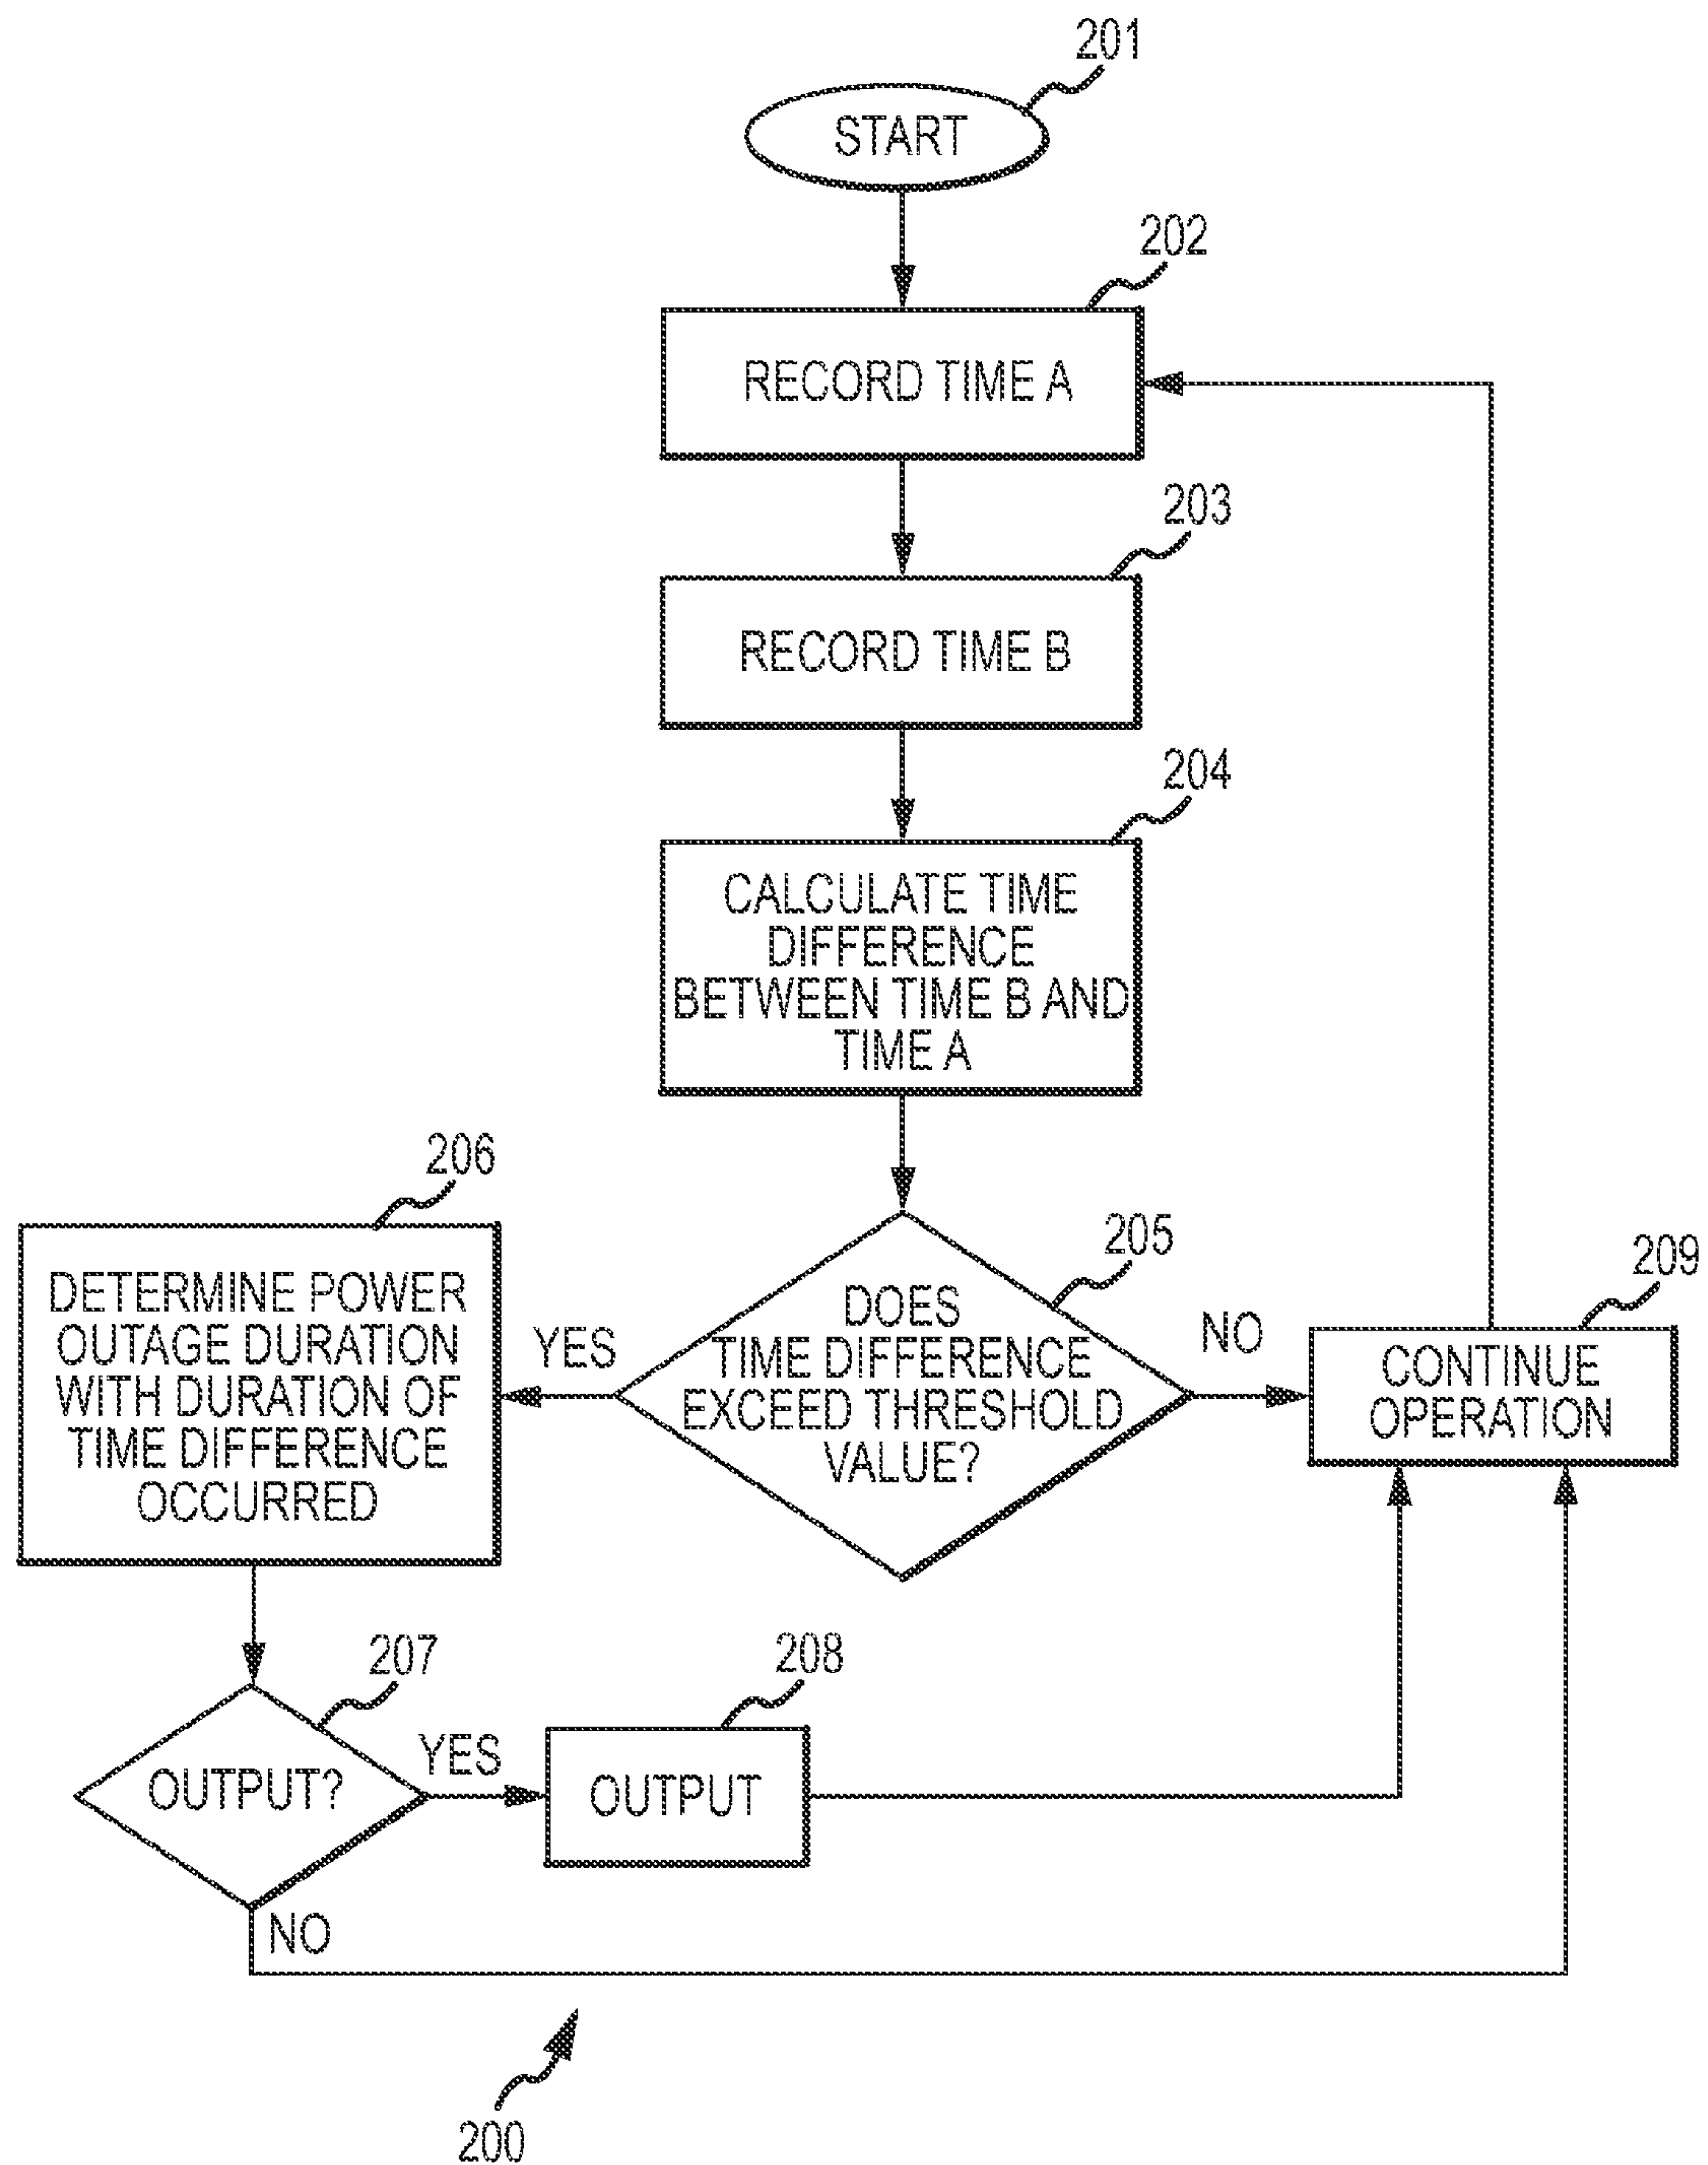 201
START
202
RECORD TIME A
203
RECORD TIME B
204
CALCULATE TIME
DIFFERENCE
BETWEEN TIME B AND
TIME A
206
DETERMINE POWER
OUTAGE DURATION
WITH DURATION OF
TIME DIFFERENCE
OCCURRED
YES
205
DOES
TIME DIFFERENCE
EXCEED THRESHOLD
VALUE?
NO
209
CONTINUE
OPERATION
207
OUTPUT?
YES
208
OUTPUT
NO
200